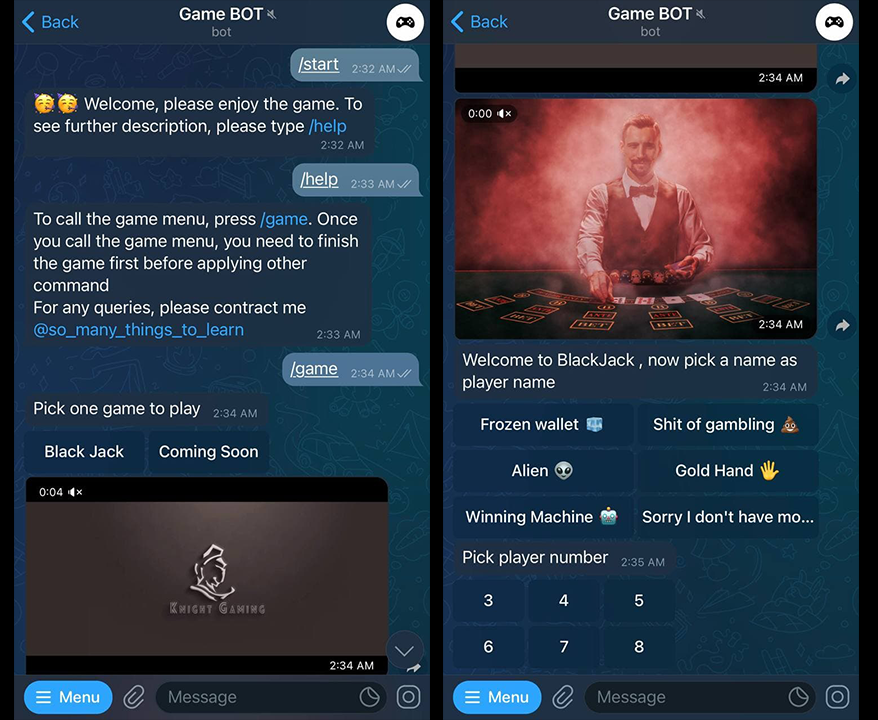 Back
Game BOT
bot
/start 2:32 AM
🥳🥳 Welcome, please enjoy the game. To
see further description, please type /help
2:32 AM
/help 2:33 AM
To call the game menu, press /game. Once
you call the game menu, you need to finish
the game first before applying other
command
For any queries, please contract me
@so_many_things_to_learn 2:33 AM
/game 2:34 AM
Pick one game to play 2:34 AM
Black Jack
Coming Soon
0:04
KNIGHT GAMING
2:34 AM
Menu
Message
Back
Game BOT
bot
2:34 AM
0:00
ANTE
ANTE
BET
BET
BET
BET
2:34 AM
Welcome to BlackJack , now pick a name as
player name 2:34 AM
Frozen wallet 🧊
Shit of gambling 💩
Alien 👽
Gold Hand 🖐
Winning Machine 🤖
Sorry I don't have mo...
Pick player number 2:35 AM
3 4 5
6 7 8
Menu
Message